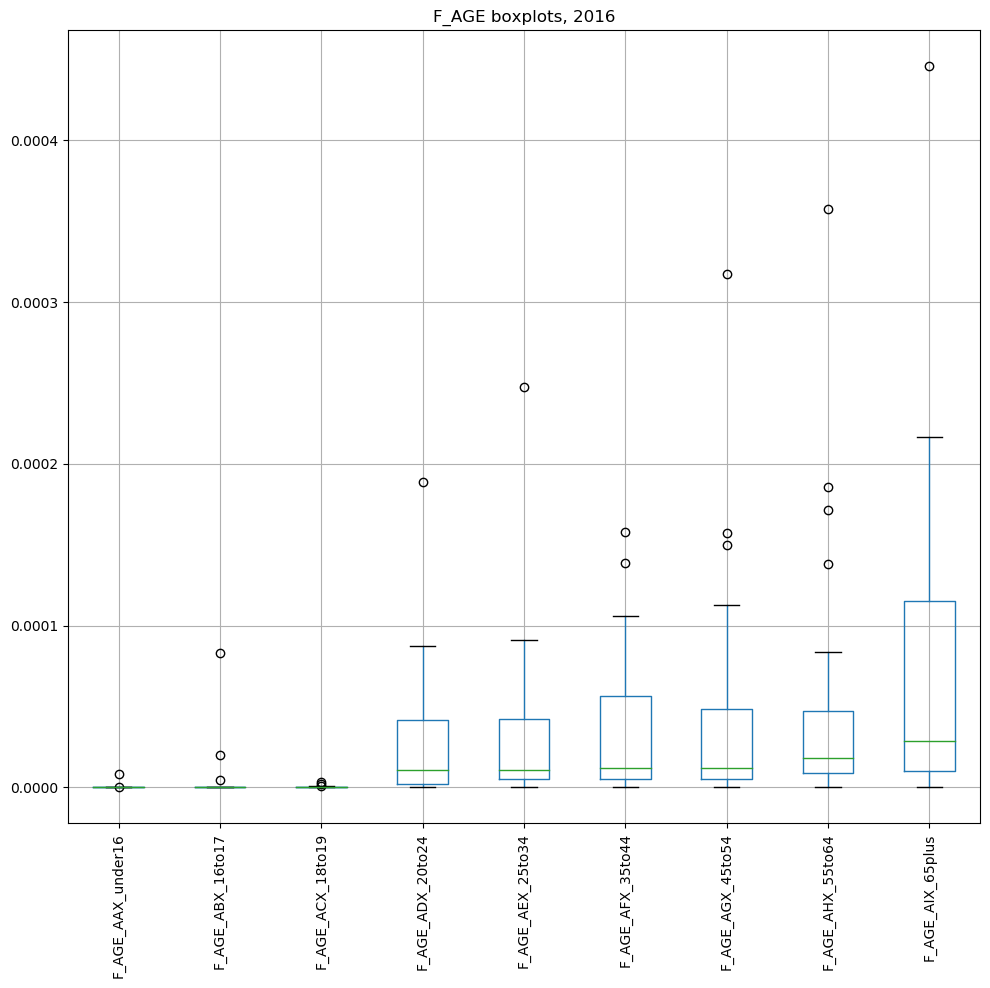 F_AGE boxplots, 2016
0.0004
0.0003
0.0002
0.0001
0.0000
F_AGE_AAX_under16
F_AGE_ABX_16to17
F_AGE_ACX_18to19
F_AGE_ADX_20to24
F_AGE_AEX_25to34
F_AGE_AFX_35to44
F_AGE_AGX_45to54
F_AGE_AHX_55to64
F_AGE_AIX_65plus